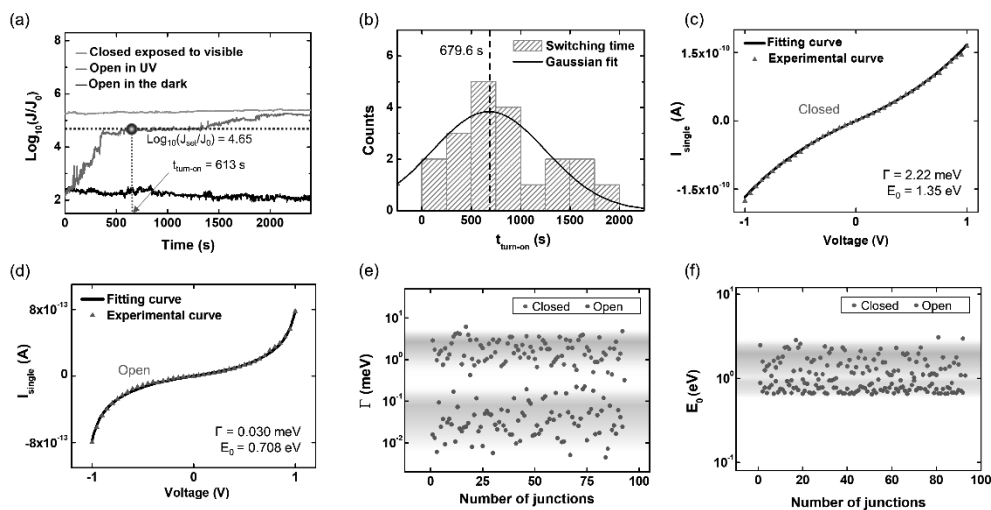 (a)
6
4
2
Log₁₀(J/J₀)
Closed exposed to visible
Open in UV
Open in the dark
Log₁₀(Jₛₑₜ/J₀) = 4.65
t_turn-on = 613 s
0
500
1000
1500
2000
Time (s)
(b)
8
6
4
2
0
Counts
679.6 s
Switching time
Gaussian fit
0
500
1000
1500
2000
t_turn-on (s)
(c)
1.5x10⁻¹⁰
0.0
-1.5x10⁻¹⁰
I_single (A)
Fitting curve
Experimental curve
Closed
Γ = 2.22 meV
E₀ = 1.35 eV
-1
0
1
Voltage (V)
(d)
8x10⁻¹³
0
-8x10⁻¹³
I_single (A)
Fitting curve
Experimental curve
Open
Γ = 0.030 meV
E₀ = 0.708 eV
-1
0
1
Voltage (V)
(e)
10¹
10⁰
10⁻¹
10⁻²
Γ (meV)
Closed
Open
0
25
50
75
100
Number of junctions
(f)
10¹
10⁰
10⁻¹
E₀ (eV)
Closed
Open
0
20
40
60
80
100
Number of junctions